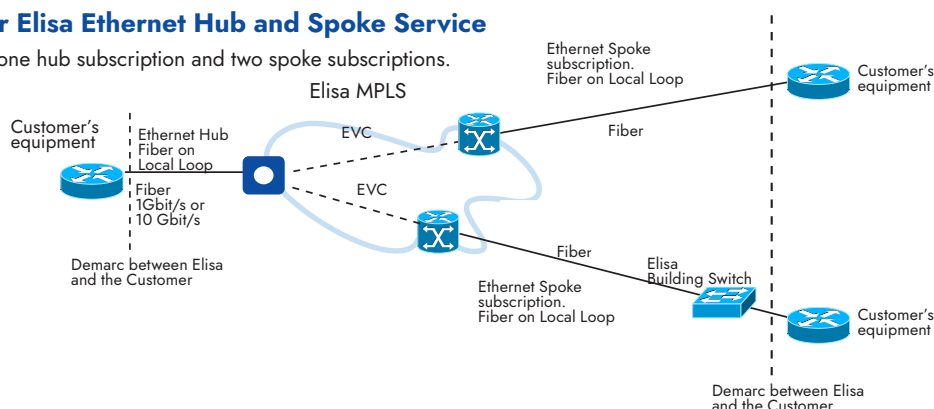 r Elisa Ethernet Hub and Spoke Service
one hub subscription and two spoke subscriptions.
Elisa MPLS
Ethernet Spoke
subscription.
Fiber on Local Loop
Customer's
equipment
Customer's
equipment
Ethernet Hub
Fiber on
Local Loop
EVC
Fiber
Fiber
1Gbit/s or
10 Gbit/s
EVC
Demarc between Elisa
and the Customer
Fiber
Elisa
Building Switch
Ethernet Spoke
subscription.
Fiber on Local Loop
Customer's
equipment
Demarc between Elisa
and the Customer